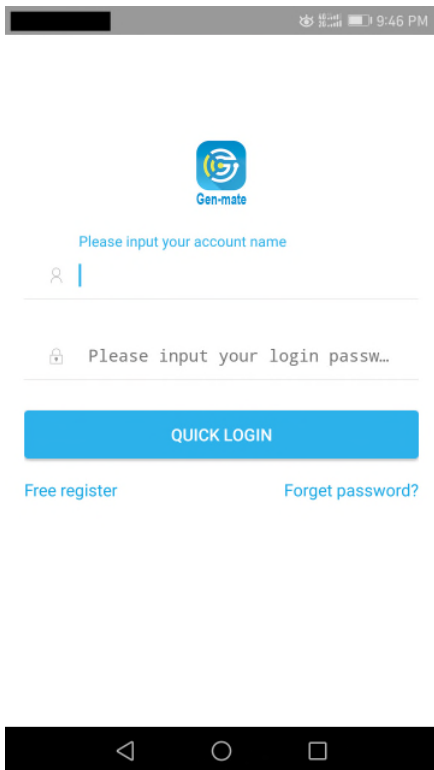 9:46 PM
Gen-mate
Please input your account name
Please input your login passw…
QUICK LOGIN
Free register
Forget password?